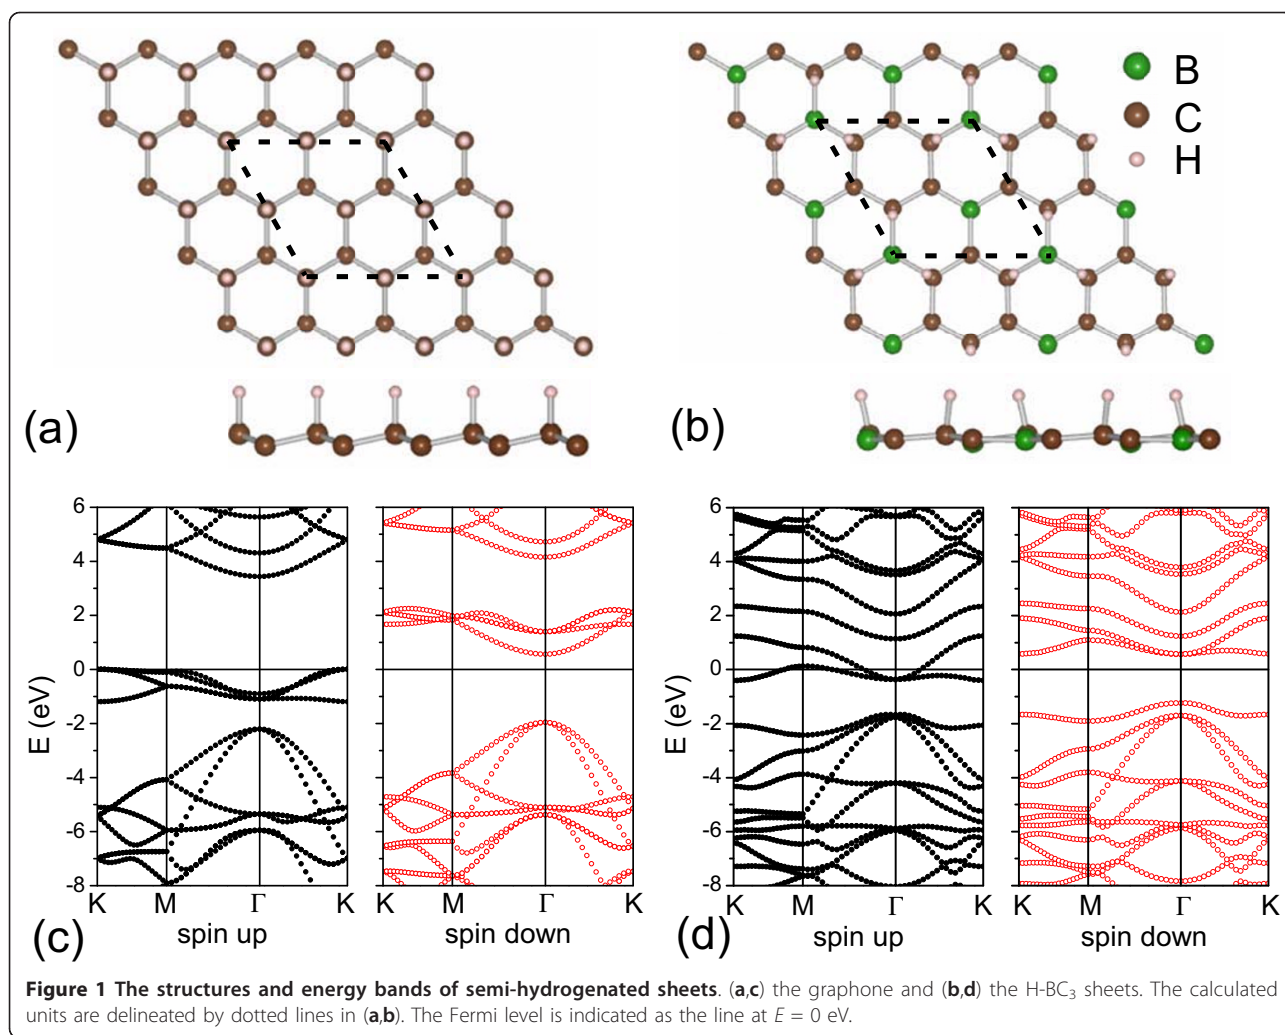 B
C
H
(a)
(b)
6
4
2
0
-2
-4
-6
-8
E (eV)
K M Γ K K M Γ K
spin up spin down
(c)
6
4
2
0
-2
-4
-6
-8
E (eV)
K M Γ K K M Γ K
spin up spin down
(d)
Figure 1 The structures and energy bands of semi-hydrogenated sheets. (a,c) the graphone and (b,d) the H-BC₃ sheets. The calculated
units are delineated by dotted lines in (a,b). The Fermi level is indicated as the line at E = 0 eV.